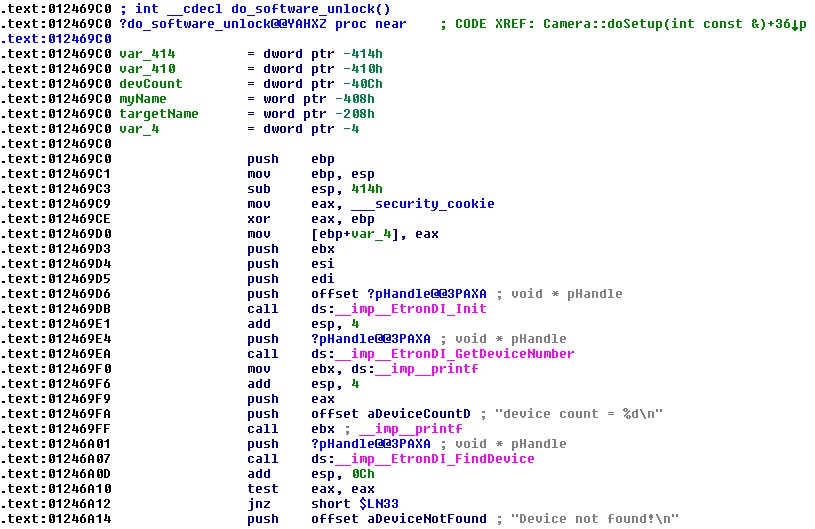 .text:012469C0 ; int __cdecl do_software_unlock()
.text:012469C0 ?do_software_unlock@@YAHXZ proc near ; CODE XREF: Camera::doSetup(int const &)+36↓p
.text:012469C0
.text:012469C0 var_414 = dword ptr -414h
.text:012469C0 var_410 = dword ptr -410h
.text:012469C0 devCount = dword ptr -40Ch
.text:012469C0 myName = word ptr -408h
.text:012469C0 targetName = word ptr -208h
.text:012469C0 var_4 = dword ptr -4
.text:012469C0
.text:012469C0 push ebp
.text:012469C1 mov ebp, esp
.text:012469C3 sub esp, 414h
.text:012469C9 mov eax, ___security_cookie
.text:012469CE xor eax, ebp
.text:012469D0 mov [ebp+var_4], eax
.text:012469D3 push ebx
.text:012469D4 push esi
.text:012469D5 push edi
.text:012469D6 push offset ?pHandle@@3PAXA ; void * pHandle
.text:012469DB call ds:__imp__EtronDI_Init
.text:012469E1 add esp, 4
.text:012469E4 push ?pHandle@@3PAXA ; void * pHandle
.text:012469EA call ds:__imp__EtronDI_GetDeviceNumber
.text:012469F0 mov ebx, ds:__imp__printf
.text:012469F6 add esp, 4
.text:012469F9 push eax
.text:012469FA push offset aDeviceCountD ; "device count = %d\n"
.text:012469FF call ebx ; __imp__printf
.text:01246A01 push ?pHandle@@3PAXA ; void * pHandle
.text:01246A07 call ds:__imp__EtronDI_FindDevice
.text:01246A0D add esp, 0Ch
.text:01246A10 test eax, eax
.text:01246A12 jnz short $LN33
.text:01246A14 push offset aDeviceNotFound ; "Device not found!\n"